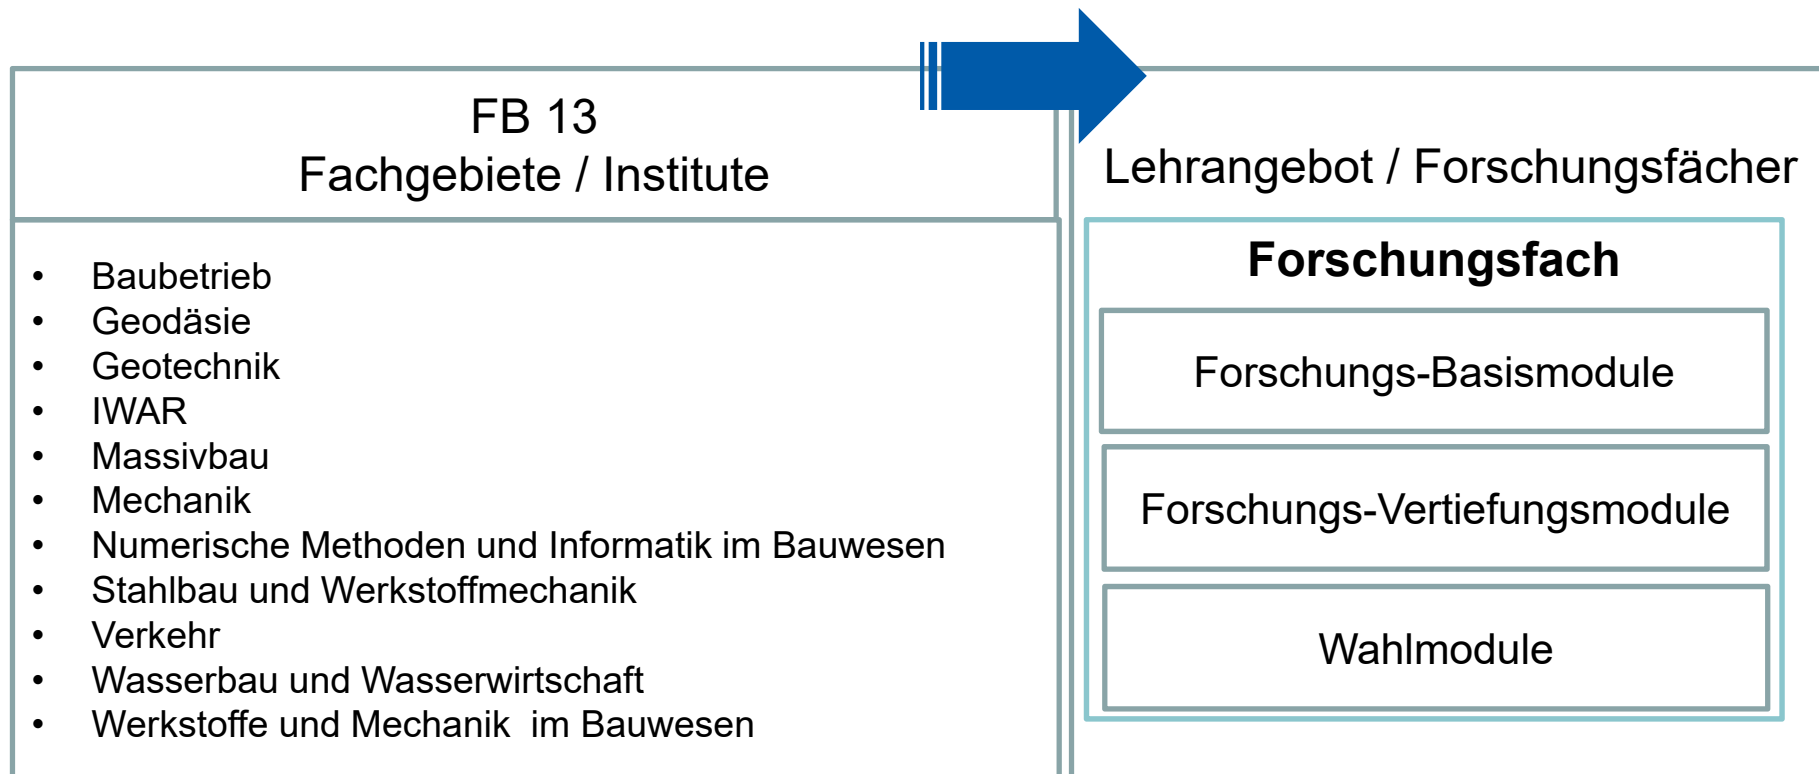 FB 13
Fachgebiete / Institute
• Baubetrieb
• Geodäsie
• Geotechnik
• IWAR
• Massivbau
• Mechanik
• Numerische Methoden und Informatik im Bauwesen
• Stahlbau und Werkstoffmechanik
• Verkehr
• Wasserbau und Wasserwirtschaft
• Werkstoffe und Mechanik  im Bauwesen
Lehrangebot / Forschungsfächer
Forschungsfach
Forschungs-Basismodule
Forschungs-Vertiefungsmodule
Wahlmodule